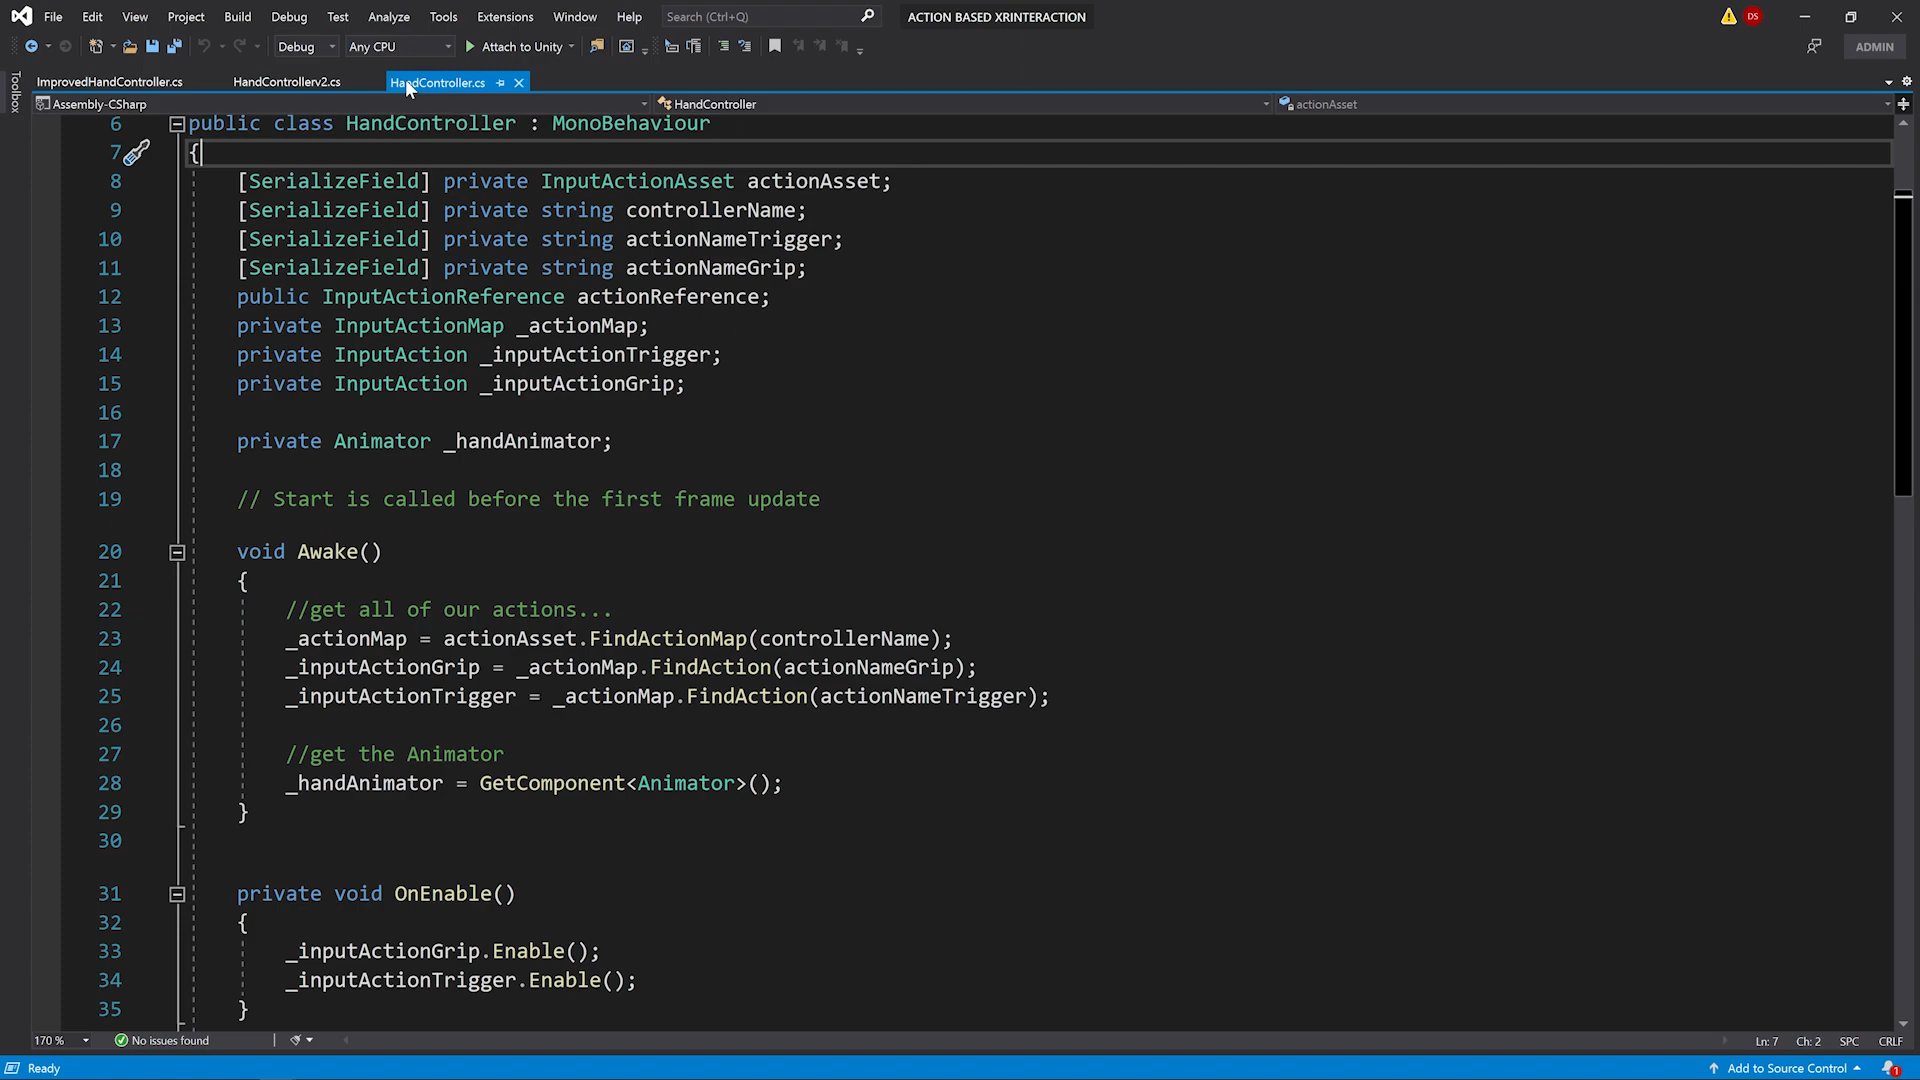 File Edit View Project Build Debug Test Analyze Tools Extensions Window Help Search (Ctrl+Q) ACTION BASED XRINTERACTION DS
Debug Any CPU Attach to Unity ADMIN
ImprovedHandController.cs HandControllerv2.cs HandController.cs
Toolbox
Assembly-CSharp HandController actionAsset
6 public class HandController : MonoBehaviour
7 {
8 [SerializeField] private InputActionAsset actionAsset;
9 [SerializeField] private string controllerName;
10 [SerializeField] private string actionNameTrigger;
11 [SerializeField] private string actionNameGrip;
12 public InputActionReference actionReference;
13 private InputActionMap _actionMap;
14 private InputAction _inputActionTrigger;
15 private InputAction _inputActionGrip;
16
17 private Animator _handAnimator;
18
19 // Start is called before the first frame update
20 void Awake()
21 {
22 //get all of our actions...
23 _actionMap = actionAsset.FindActionMap(controllerName);
24 _inputActionGrip = _actionMap.FindAction(actionNameGrip);
25 _inputActionTrigger = _actionMap.FindAction(actionNameTrigger);
26
27 //get the Animator
28 _handAnimator = GetComponent<Animator>();
29 }
30
31 private void OnEnable()
32 {
33 _inputActionGrip.Enable();
34 _inputActionTrigger.Enable();
35 }
170 % No issues found Ln: 7 Ch: 2 SPC CRLF
Ready Add to Source Control 1